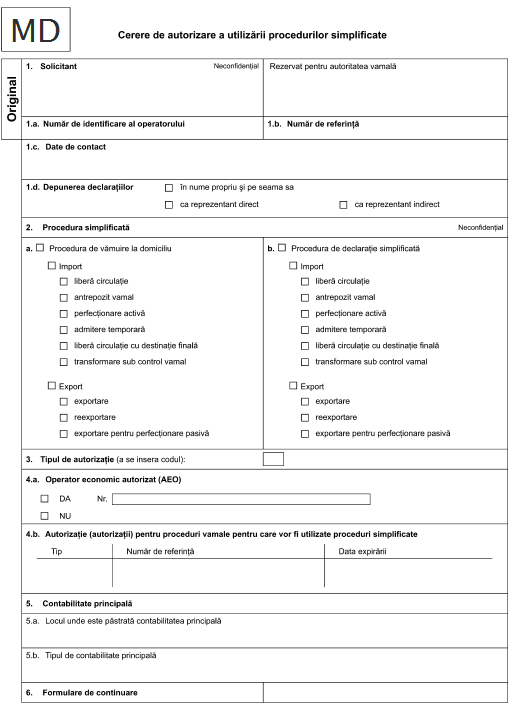 MD
Cerere de autorizare a utilizării procedurilor simplificate
Original
1. Solicitant Neconfidențial
Rezervat pentru autoritatea vamală
1.a. Număr de identificare al operatorului
1.b. Număr de referință
1.c. Date de contact
1.d. Depunerea declarațiilor
în nume propriu și pe seama sa
ca reprezentant direct
ca reprezentant indirect
2. Procedura simplificată Neconfidențial
a. Procedura de vămuire la domiciliu
Import
liberă circulație
antrepozit vamal
perfecționare activă
admitere temporară
liberă circulație cu destinație finală
transformare sub control vamal
Export
exportare
reexportare
exportare pentru perfecționare pasivă
b. Procedura de declarație simplificată
Import
liberă circulație
antrepozit vamal
perfecționare activă
admitere temporară
liberă circulație cu destinație finală
transformare sub control vamal
Export
exportare
reexportare
exportare pentru perfecționare pasivă
3. Tipul de autorizație (a se insera codul):
4.a. Operator economic autorizat (AEO)
DA Nr.
NU
4.b. Autorizație (autorizații) pentru proceduri vamale pentru care vor fi utilizate proceduri simplificate
Tip Număr de referință Data expirării
5. Contabilitate principală
5.a. Locul unde este păstrată contabilitatea principală
5.b. Tipul de contabilitate principală
6. Formulare de continuare